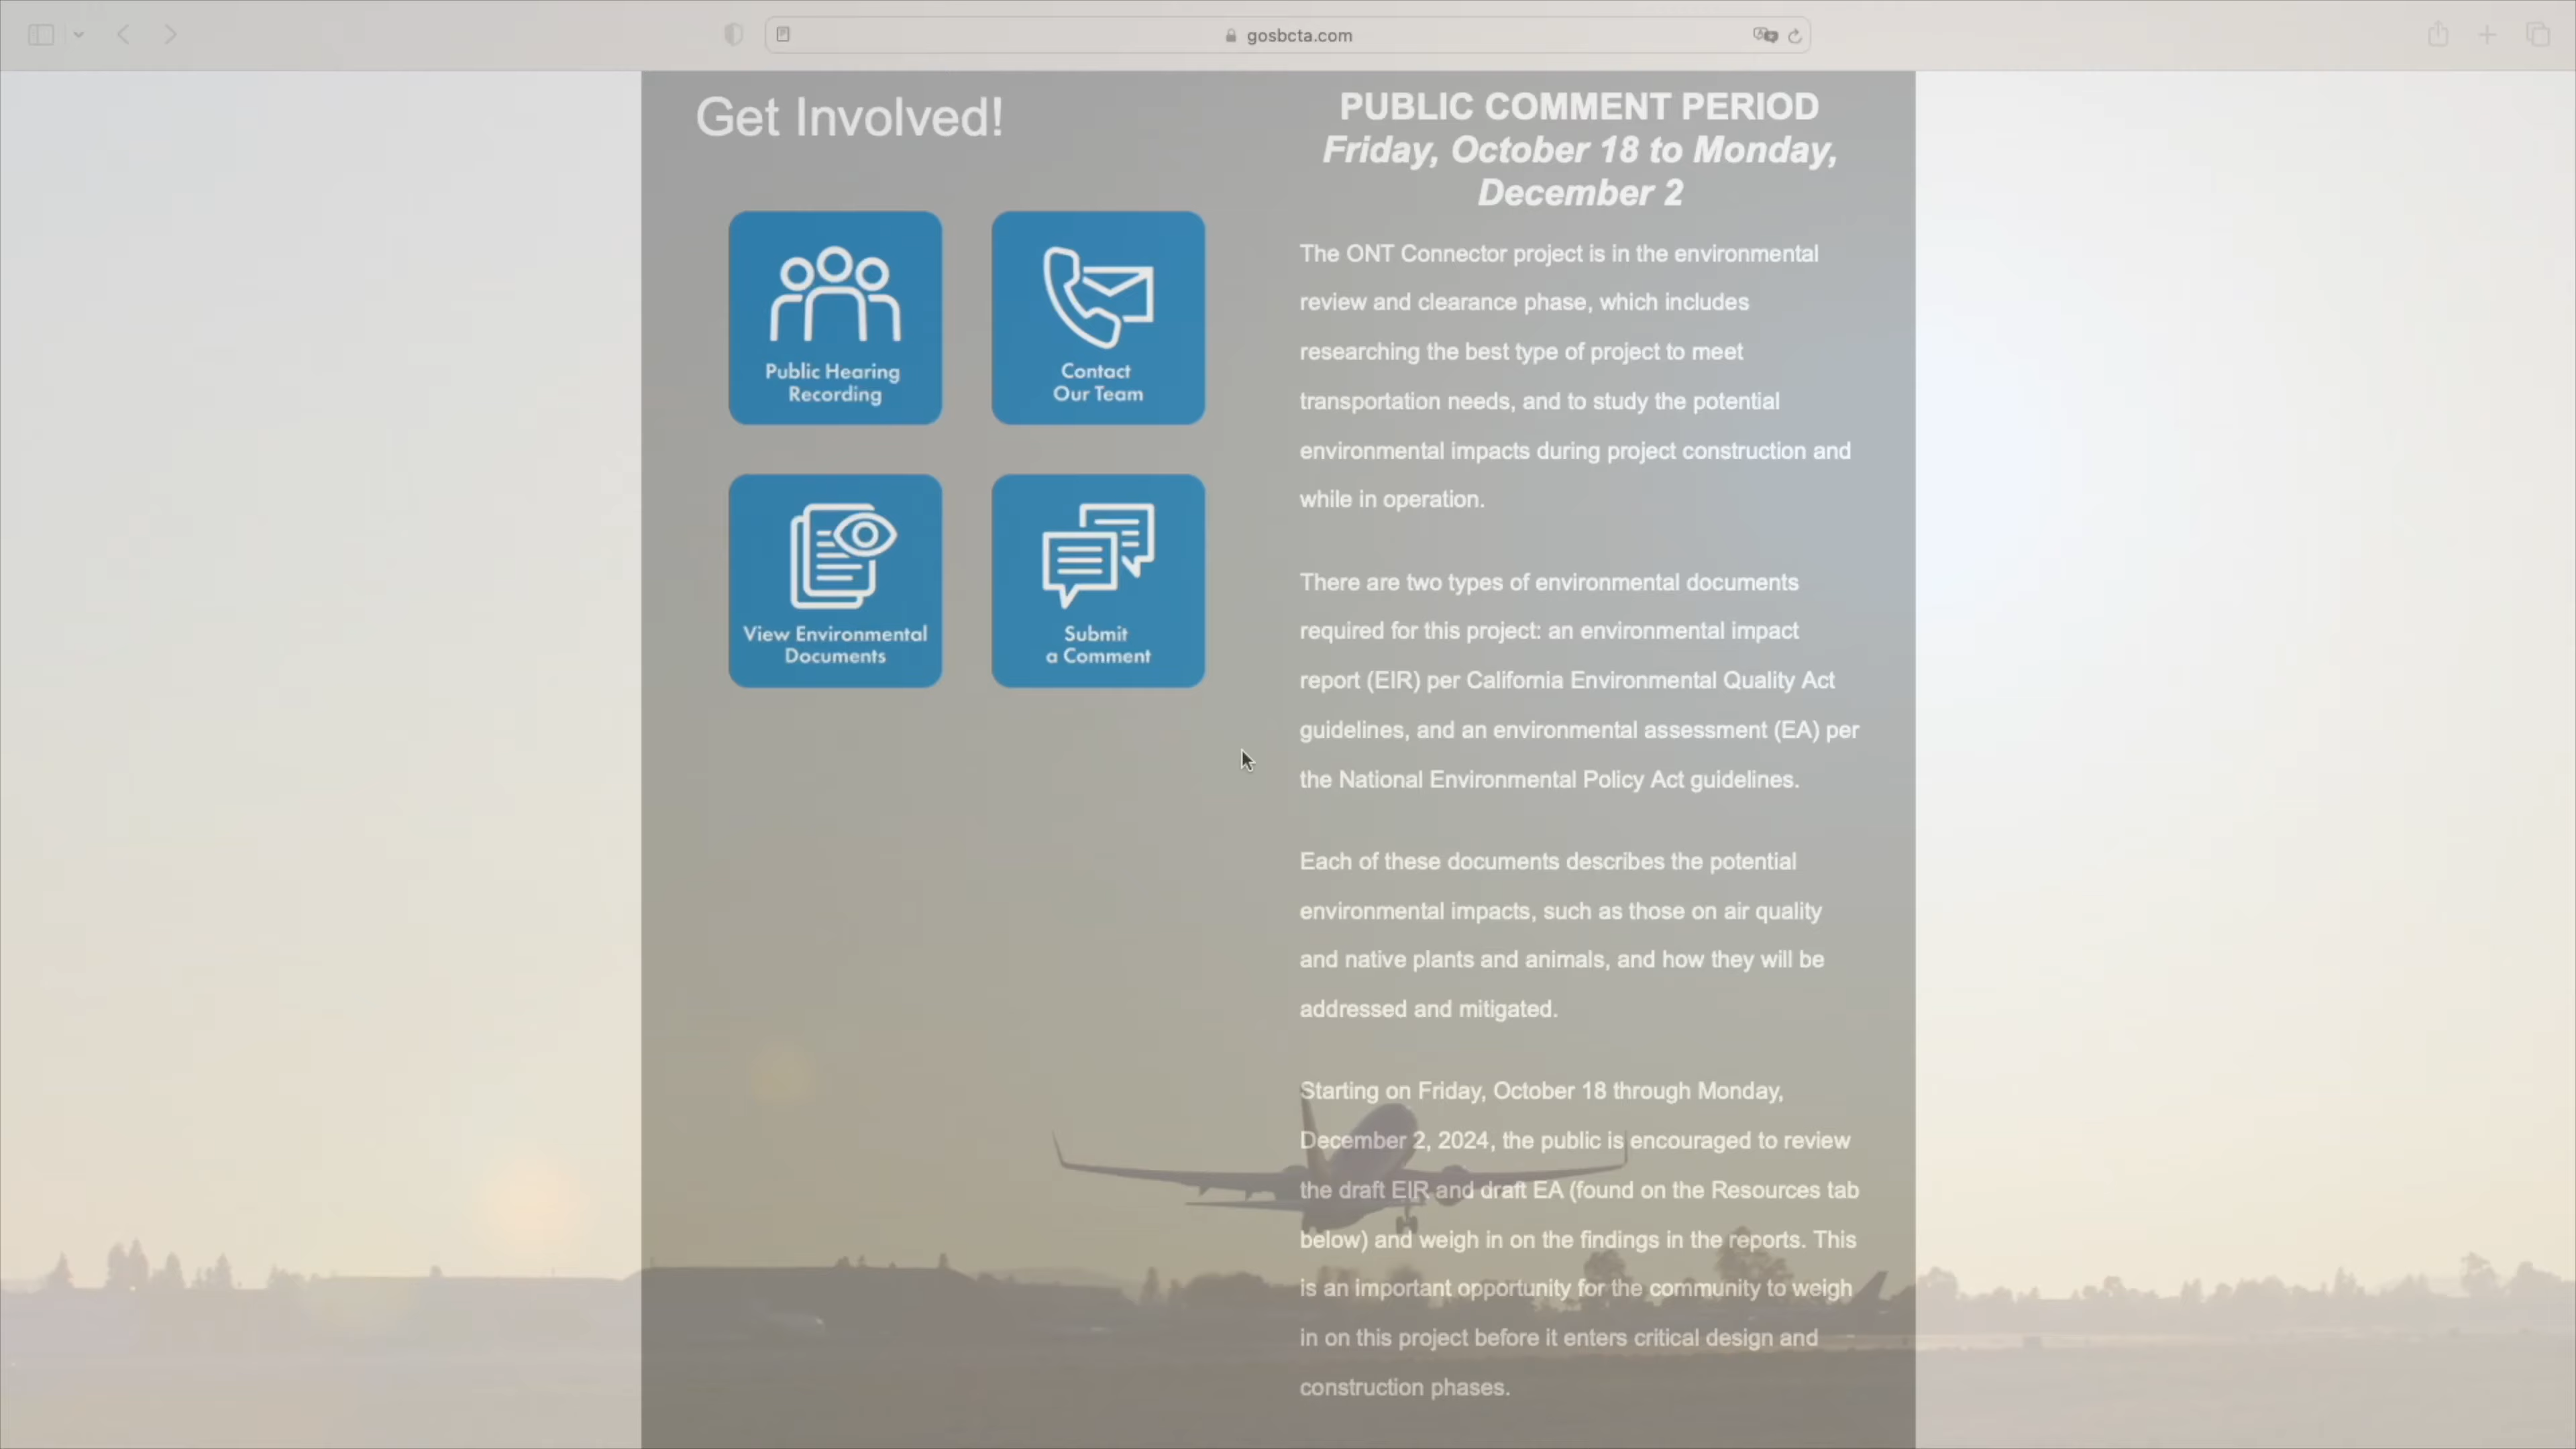 gosbcta.com
Get Involved!
Public Hearing
Recording
Contact
Our Team
View Environmental
Documents
Submit
a Comment
PUBLIC COMMENT PERIOD
Friday, October 18 to Monday,
December 2
The ONT Connector project is in the environmental
review and clearance phase, which includes
researching the best type of project to meet
transportation needs, and to study the potential
environmental impacts during project construction and
while in operation.
There are two types of environmental documents
required for this project: an environmental impact
report (EIR) per California Environmental Quality Act
guidelines, and an environmental assessment (EA) per
the National Environmental Policy Act guidelines.
Each of these documents describes the potential
environmental impacts, such as those on air quality
and native plants and animals, and how they will be
addressed and mitigated.
Starting on Friday, October 18 through Monday,
December 2, 2024, the public is encouraged to review
the draft EIR and draft EA (found on the Resources tab
below) and weigh in on the findings in the reports. This
is an important opportunity for the community to weigh
in on this project before it enters critical design and
construction phases.